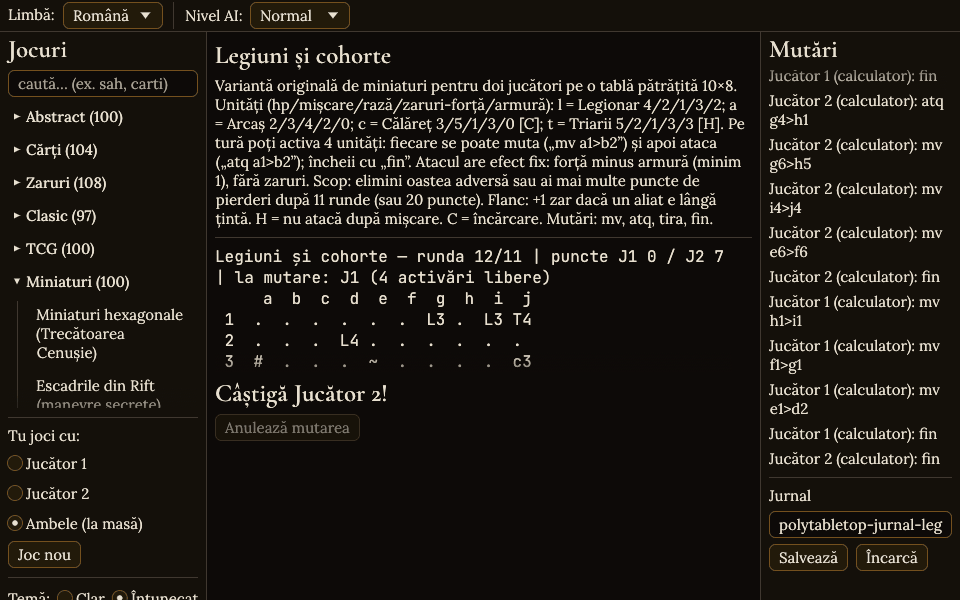 Limbă: Română ▼ Nivel AI: Normal ▼
Jocuri
caută... (ex. sah, carti)
▸ Abstract (100)
▸ Cărți (104)
▸ Zaruri (108)
▸ Clasic (97)
▸ TCG (100)
▾ Miniaturi (100)
Miniaturi hexagonale
(Trecătoarea
Cenușie)
Escadrile din Rift
(manevre secrete)
Tu joci cu:
Jucător 1
Jucător 2
Ambele (la masă)
Joc nou
Temă: Clar Întunecat
Legiuni și cohorte
Variantă originală de miniaturi pentru doi jucători pe o tablă pătrățită 10×8.
Unități (hp/mișcare/rază/zaruri-forță/armură): l = Legionar 4/2/1/3/2; a
= Arcaș 2/3/4/2/0; c = Călăreț 3/5/1/3/0 [C]; t = Triarii 5/2/1/3/3 [H]. Pe
tură poți activa 4 unități: fiecare se poate muta („mv a1>b2”) și apoi ataca
(„atq a1>b2”); închei cu „fin”. Atacul are efect fix: forță minus armură (minim
1), fără zaruri. Scop: elimini oastea adversă sau ai mai multe puncte de
pierderi după 11 runde (sau 20 puncte). Flanc: +1 zar dacă un aliat e lângă
țintă. H = nu atacă după mișcare. C = încărcare. Mutări: mv, atq, tira, fin.
Legiuni și cohorte — runda 12/11 | puncte J1 0 / J2 7
| la mutare: J1 (4 activări libere)
a b c d e f g h i j
1 . . . . . . L3 . L3 T4
2 . . . L4 . . . . . .
3 # . . . ~ . . . . c3
Câștigă Jucător 2!
Anulează mutarea
Mutări
Jucător 1 (calculator): fin
Jucător 2 (calculator): atq
g4>h1
Jucător 2 (calculator): mv
g6>h5
Jucător 2 (calculator): mv
i4>j4
Jucător 2 (calculator): mv
e6>f6
Jucător 2 (calculator): fin
Jucător 1 (calculator): mv
h1>i1
Jucător 1 (calculator): mv
f1>g1
Jucător 1 (calculator): mv
e1>d2
Jucător 1 (calculator): fin
Jucător 2 (calculator): fin
Jurnal
polytabletop-jurnal-leg
Salvează Încarcă